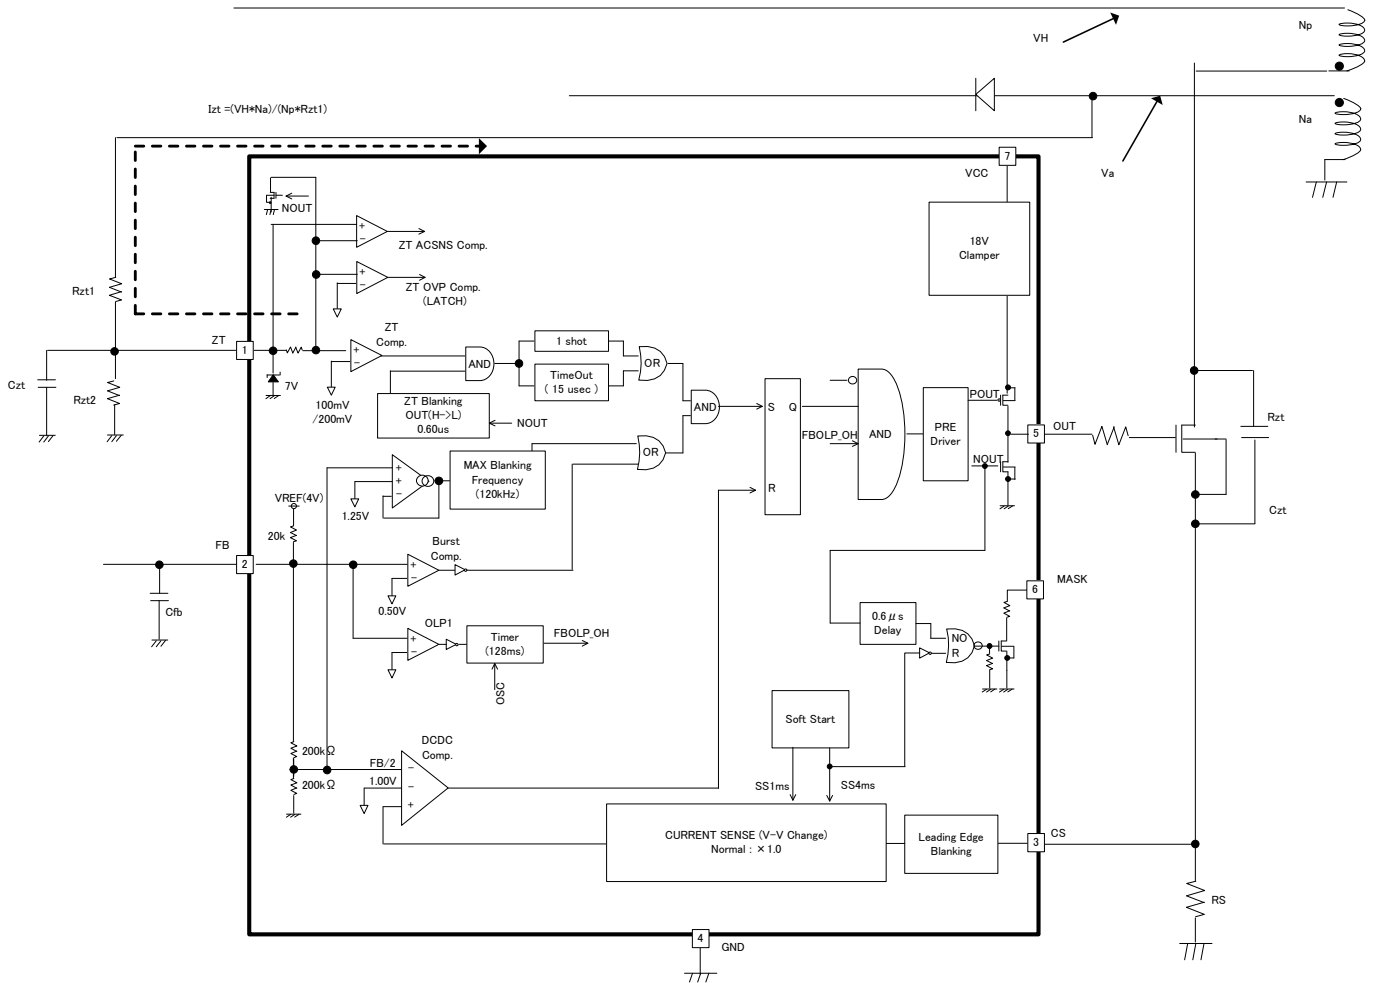 VH
Np
Izt =(VH*Na)/(Np*Rzt1)
Na
Va
7
VCC
NOUT
+
−
ZT ACSNS Comp.
18V
Clamper
+
−
ZT OVP Comp.
(LATCH)
Rzt1
ZT
Comp.
ZT
1
+
−
1 shot
OR
AND
TimeOut
( 15 usec )
7V
Czt
Rzt2
100mV
/200mV
ZT Blanking
OUT(H->L)
0.60us
NOUT
AND
S
Q
POUT
Rzt
FBOLP_OH
AND
PRE
Driver
5
OUT
OR
NOUT
+
+
−
MAX Blanking
Frequency
(120kHz)
R
VREF(4V)
1.25V
Czt
20k
FB
2
Burst
Comp.
+
−
0.50V
6
MASK
Cfb
OLP1
+
−
Timer
(128ms)
FBOLP_OH
0.6μs
Delay
NO
R
OSC
Soft Start
200kΩ
DCDC
Comp.
FB/2
−
200kΩ
1.00V
−
+
SS1ms
SS4ms
CURRENT SENSE (V-V Change)
Normal : ×1.0
Leading Edge
Blanking
3
CS
RS
4
GND